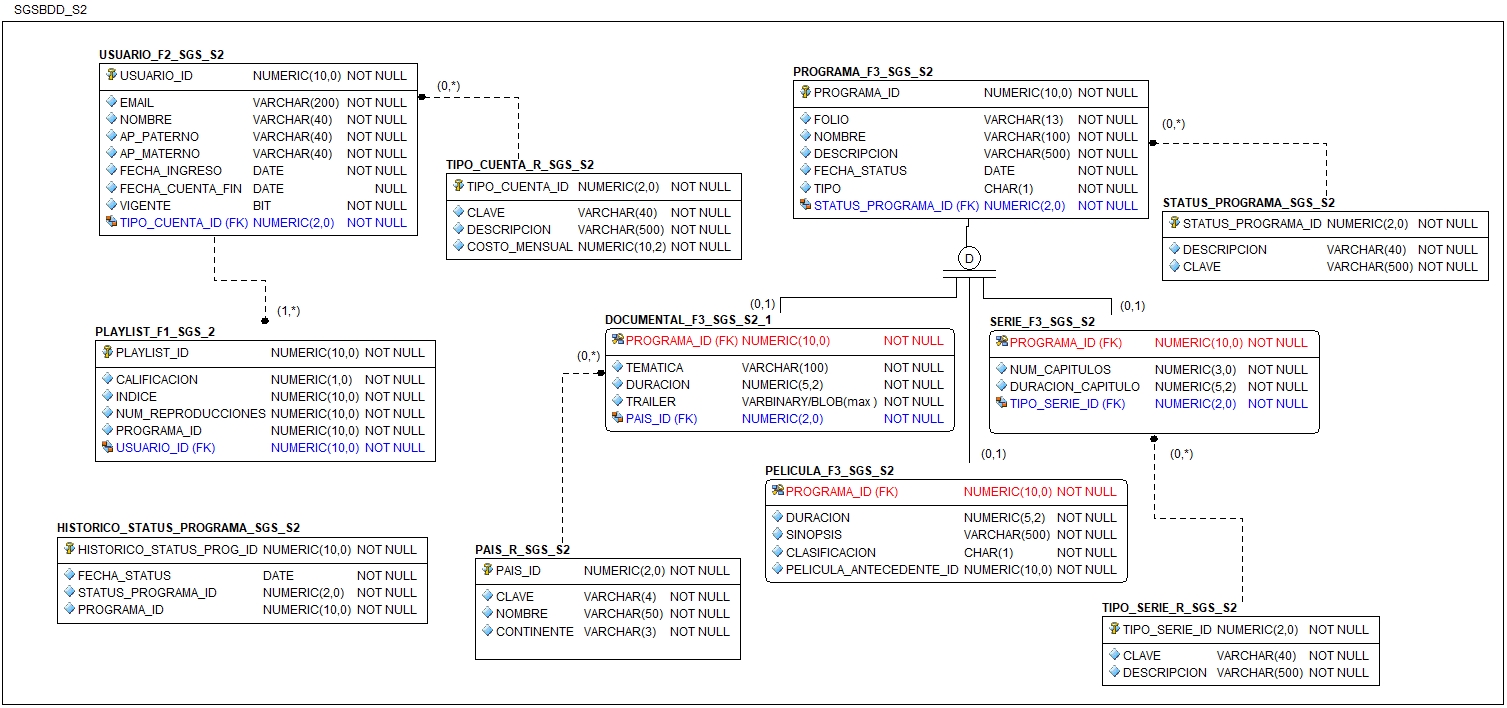 SGSBDD_S2
USUARIO_F2_SGS_S2
USUARIO_ID NUMERIC(10,0) NOT NULL
EMAIL VARCHAR(200) NOT NULL
NOMBRE VARCHAR(40) NOT NULL
AP_PATERNO VARCHAR(40) NOT NULL
AP_MATERNO VARCHAR(40) NOT NULL
FECHA_INGRESO DATE NOT NULL
FECHA_CUENTA_FIN DATE NULL
VIGENTE BIT NOT NULL
TIPO_CUENTA_ID (FK) NUMERIC(2,0) NOT NULL
(0,*)
TIPO_CUENTA_R_SGS_S2
TIPO_CUENTA_ID NUMERIC(2,0) NOT NULL
CLAVE VARCHAR(40) NOT NULL
DESCRIPCION VARCHAR(500) NOT NULL
COSTO_MENSUAL NUMERIC(10,2) NOT NULL
PROGRAMA_F3_SGS_S2
PROGRAMA_ID NUMERIC(10,0) NOT NULL
FOLIO VARCHAR(13) NOT NULL
NOMBRE VARCHAR(100) NOT NULL
DESCRIPCION VARCHAR(500) NOT NULL
FECHA_STATUS DATE NOT NULL
TIPO CHAR(1) NOT NULL
STATUS_PROGRAMA_ID (FK) NUMERIC(2,0) NOT NULL
(0,*)
STATUS_PROGRAMA_SGS_S2
STATUS_PROGRAMA_ID NUMERIC(2,0) NOT NULL
DESCRIPCION VARCHAR(40) NOT NULL
CLAVE VARCHAR(500) NOT NULL
D
(1,*)
PLAYLIST_F1_SGS_2
PLAYLIST_ID NUMERIC(10,0) NOT NULL
CALIFICACION NUMERIC(1,0) NOT NULL
INDICE NUMERIC(10,0) NOT NULL
NUM_REPRODUCCIONES NUMERIC(10,0) NOT NULL
PROGRAMA_ID NUMERIC(10,0) NOT NULL
USUARIO_ID (FK) NUMERIC(10,0) NOT NULL
(0,1)
DOCUMENTAL_F3_SGS_S2_1
PROGRAMA_ID (FK) NUMERIC(10,0) NOT NULL
TEMATICA VARCHAR(100) NOT NULL
DURACION NUMERIC(5,2) NOT NULL
TRAILER VARBINARY/BLOB(max ) NOT NULL
PAIS_ID (FK) NUMERIC(2,0) NOT NULL
(0,*)
(0,1)
SERIE_F3_SGS_S2
PROGRAMA_ID (FK) NUMERIC(10,0) NOT NULL
NUM_CAPITULOS NUMERIC(3,0) NOT NULL
DURACION_CAPITULO NUMERIC(5,2) NOT NULL
TIPO_SERIE_ID (FK) NUMERIC(2,0) NOT NULL
(0,*)
(0,1)
PELICULA_F3_SGS_S2
PROGRAMA_ID (FK) NUMERIC(10,0) NOT NULL
DURACION NUMERIC(5,2) NOT NULL
SINOPSIS VARCHAR(500) NOT NULL
CLASIFICACION CHAR(1) NOT NULL
PELICULA_ANTECEDENTE_ID NUMERIC(10,0) NOT NULL
HISTORICO_STATUS_PROGRAMA_SGS_S2
HISTORICO_STATUS_PROG_ID NUMERIC(10,0) NOT NULL
FECHA_STATUS DATE NOT NULL
STATUS_PROGRAMA_ID NUMERIC(2,0) NOT NULL
PROGRAMA_ID NUMERIC(10,0) NOT NULL
PAIS_R_SGS_S2
PAIS_ID NUMERIC(2,0) NOT NULL
CLAVE VARCHAR(4) NOT NULL
NOMBRE VARCHAR(50) NOT NULL
CONTINENTE VARCHAR(3) NOT NULL
TIPO_SERIE_R_SGS_S2
TIPO_SERIE_ID NUMERIC(2,0) NOT NULL
CLAVE VARCHAR(40) NOT NULL
DESCRIPCION VARCHAR(500) NOT NULL